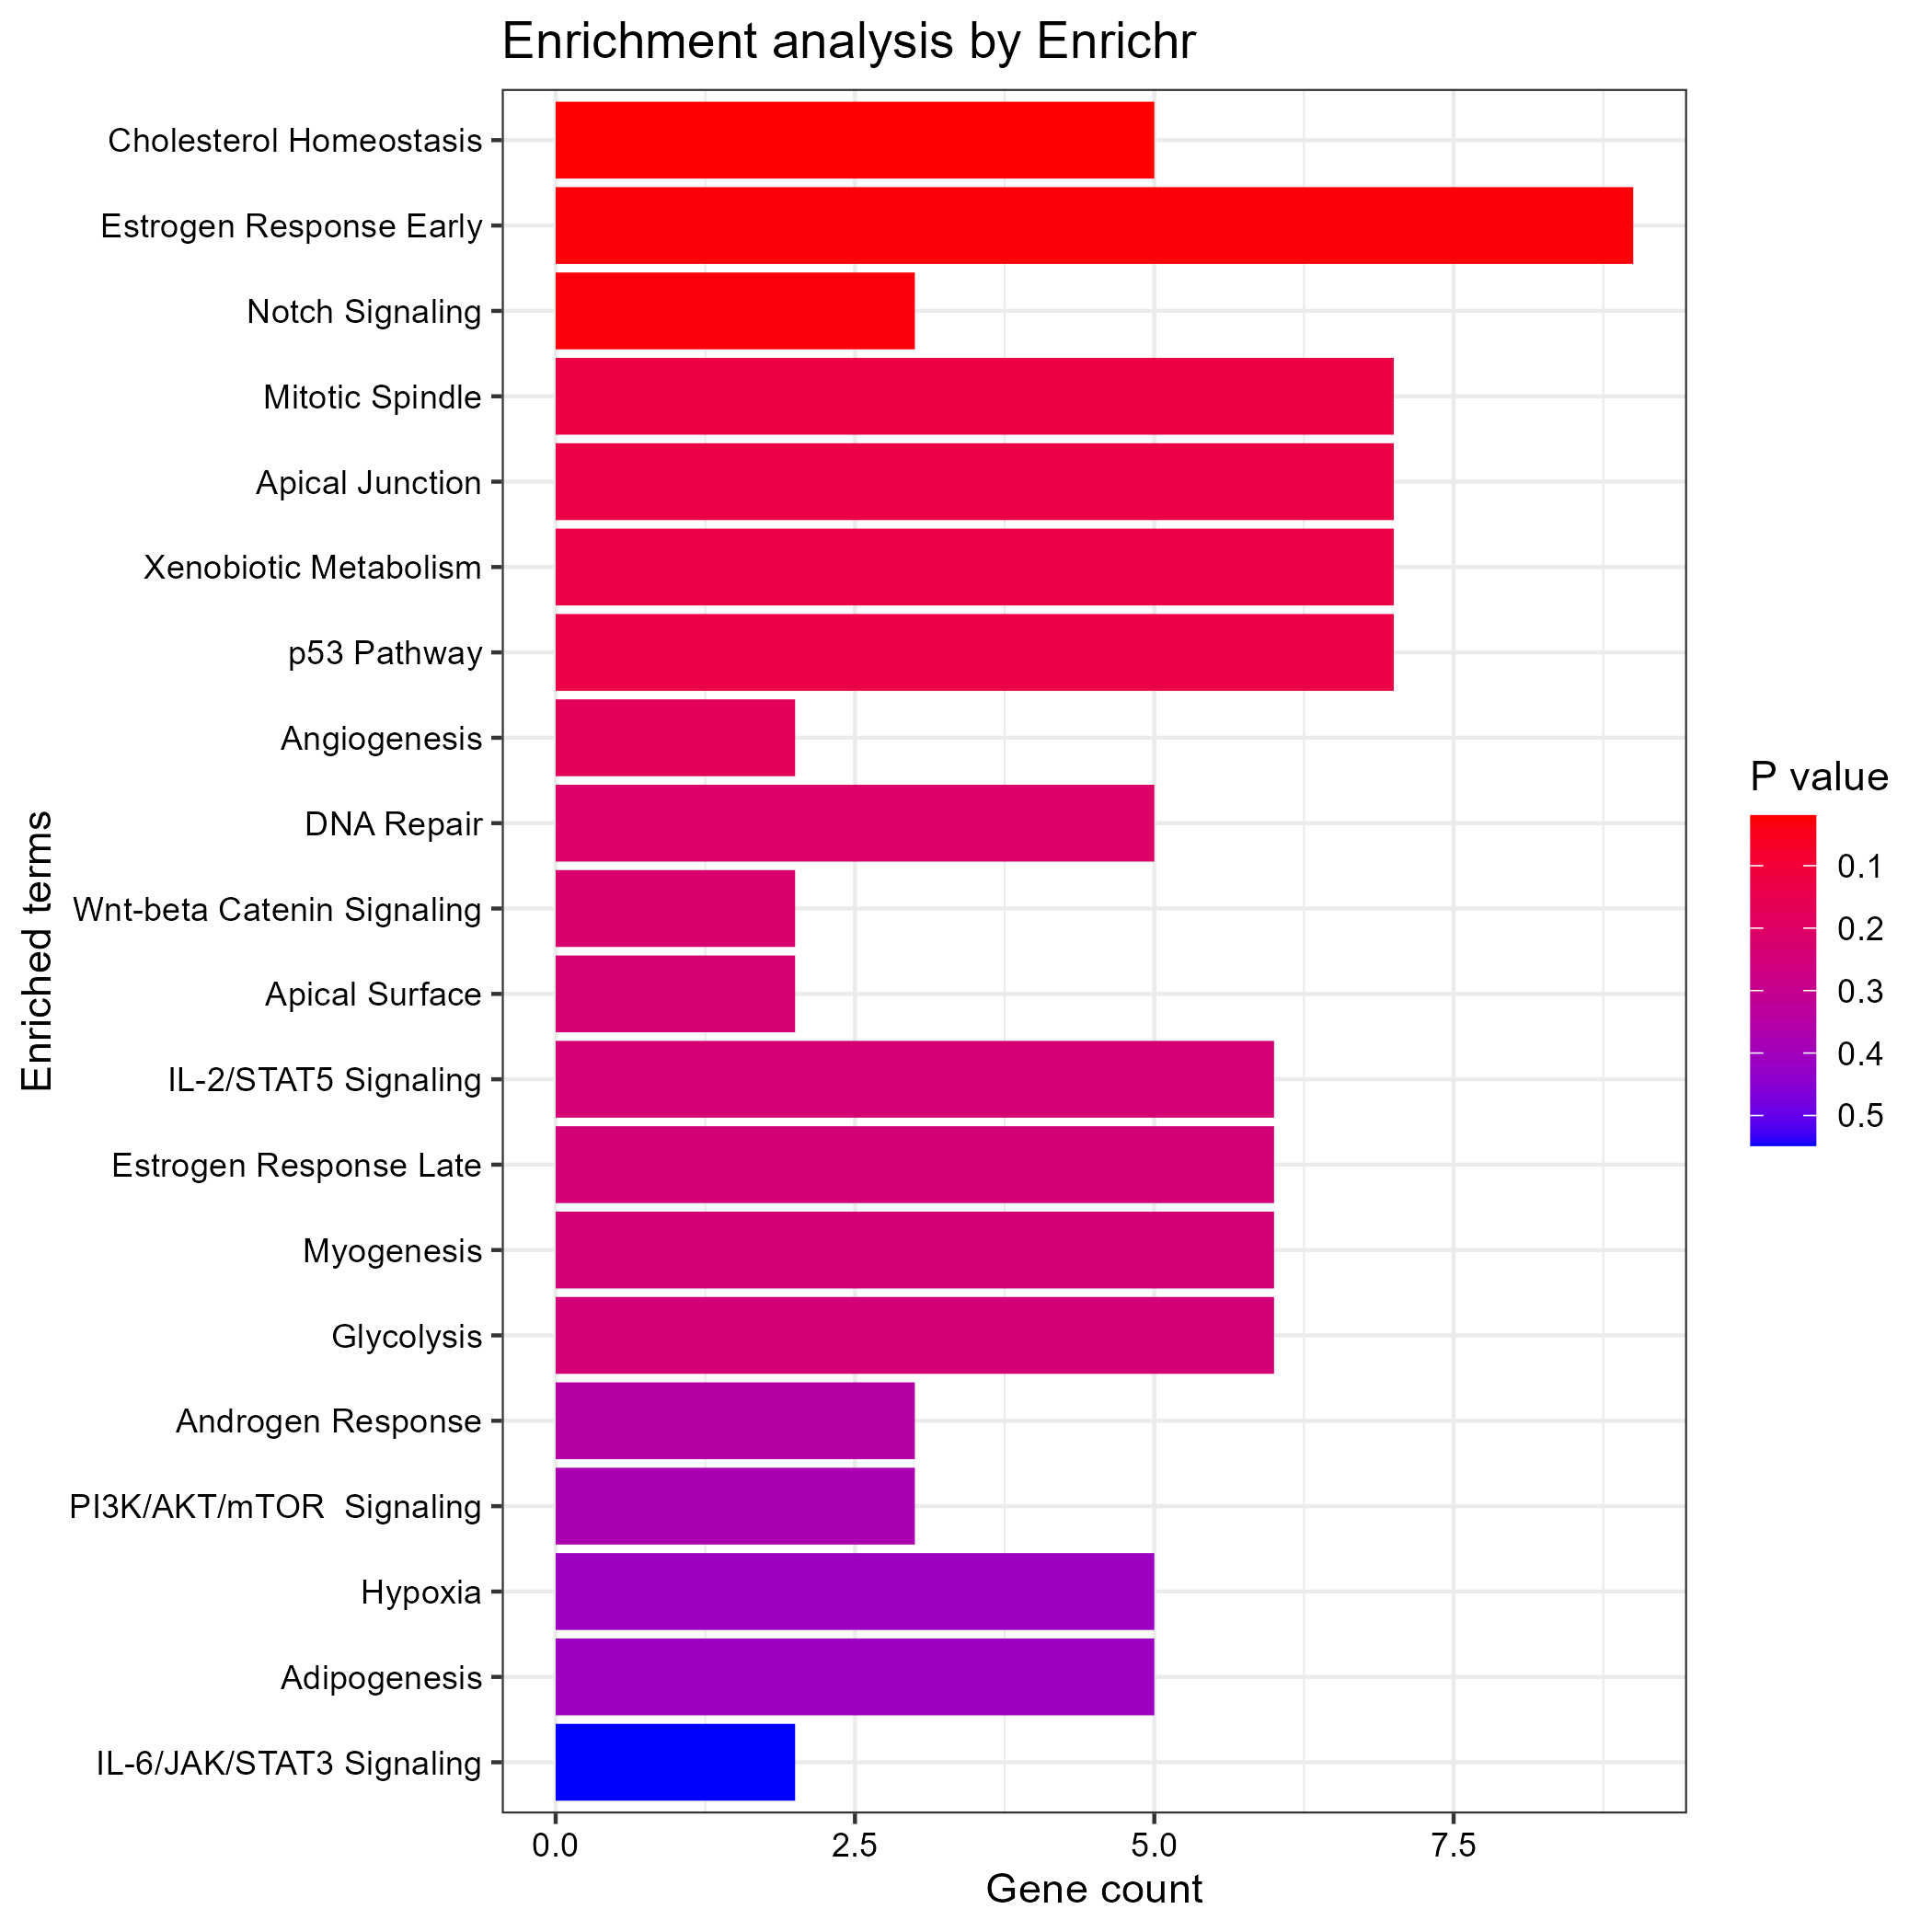 Enrichment analysis by Enrichr
Cholesterol Homeostasis
Estrogen Response Early
Notch Signaling
Mitotic Spindle
Apical Junction
Xenobiotic Metabolism
p53 Pathway
Angiogenesis
DNA Repair
Wnt-beta Catenin Signaling
Apical Surface
IL-2/STAT5 Signaling
Estrogen Response Late
Myogenesis
Glycolysis
Androgen Response
PI3K/AKT/mTOR  Signaling
Hypoxia
Adipogenesis
IL-6/JAK/STAT3 Signaling
Enriched terms
0.0 2.5 5.0 7.5
Gene count
P value
0.1
0.2
0.3
0.4
0.5